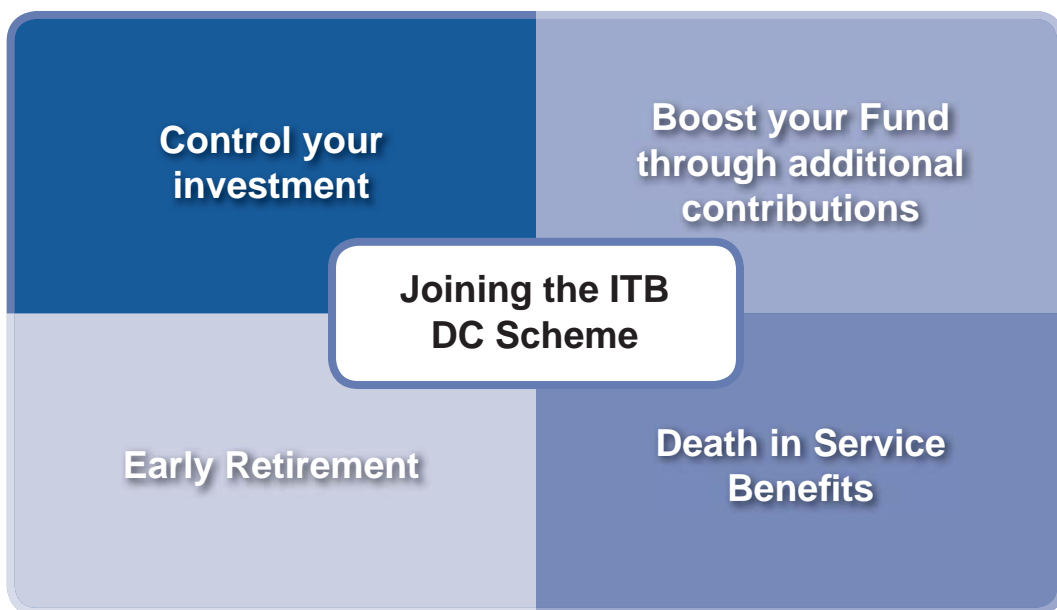 Control your
investment
Boost your Fund
through additional
contributions
Joining the ITB
DC Scheme
Early Retirement
Death in Service
Benefits